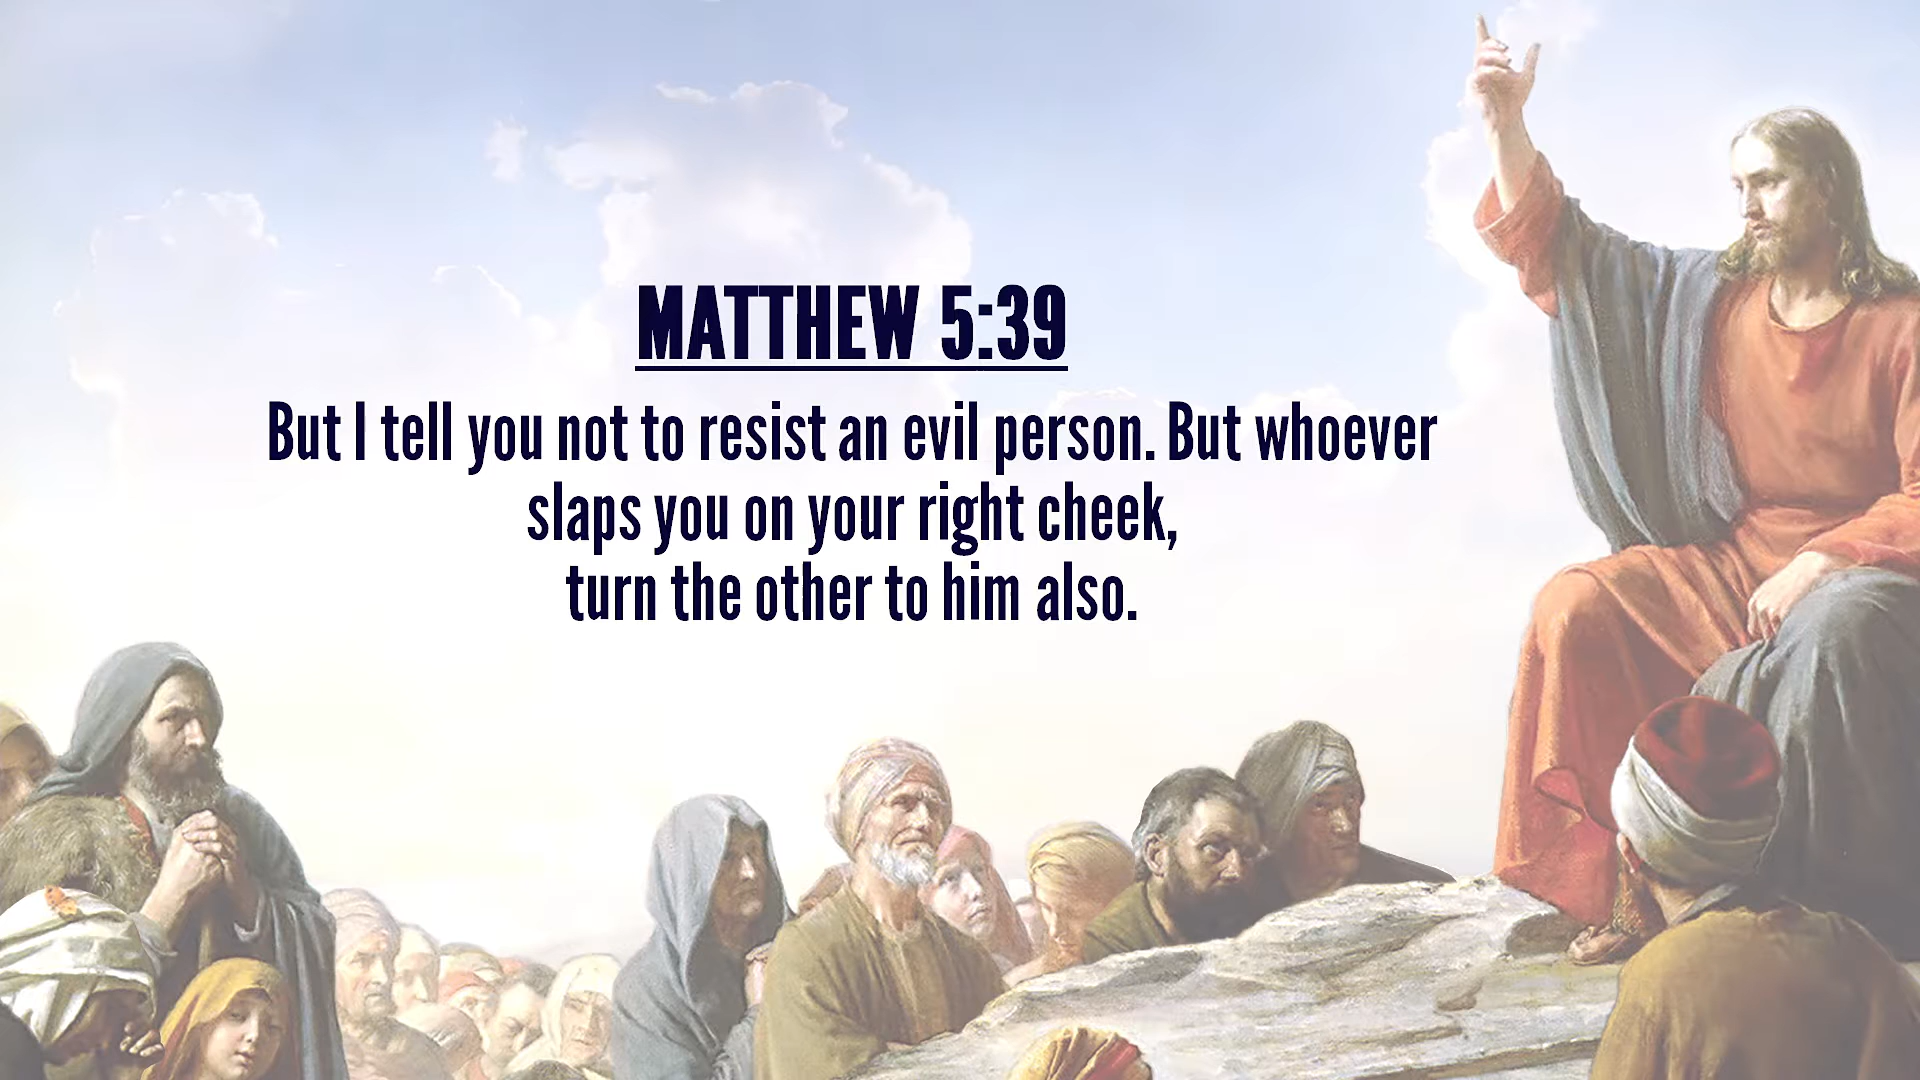 MATTHEW 5:39
But I tell you not to resist an evil person. But whoever
slaps you on your right cheek,
turn the other to him also.